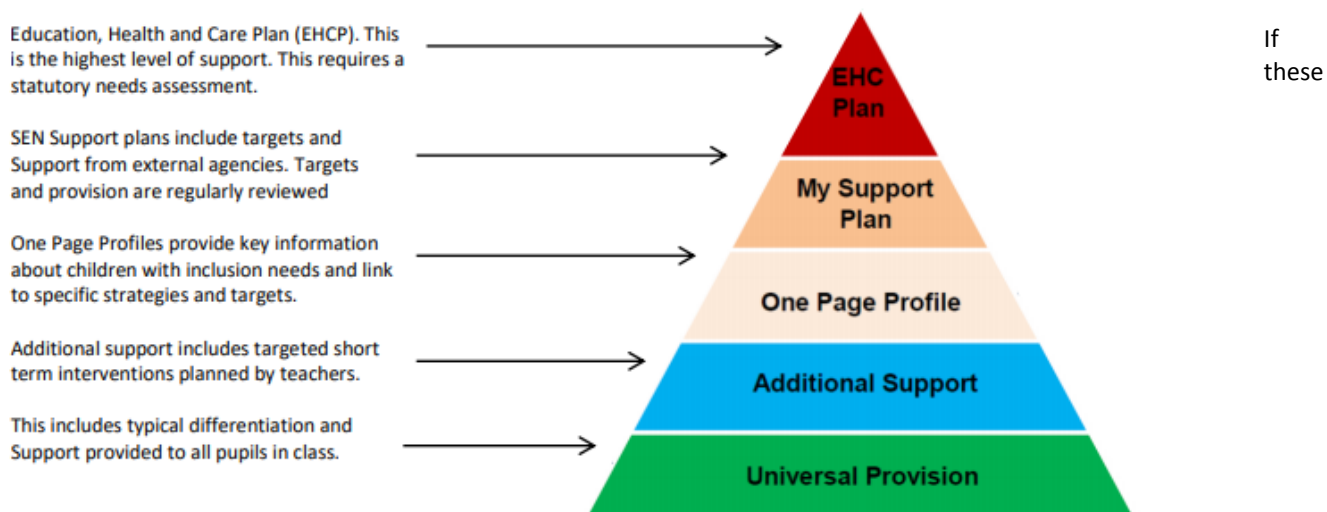 Education, Health and Care Plan (EHCP). This
is the highest level of support. This requires a
statutory needs assessment.
EHC
Plan
If
these
SEN Support plans include targets and
Support from external agencies. Targets
and provision are regularly reviewed
My Support
Plan
One Page Profiles provide key information
about children with inclusion needs and link
to specific strategies and targets.
One Page Profile
Additional support includes targeted short
term interventions planned by teachers.
Additional Support
This includes typical differentiation and
Support provided to all pupils in class.
Universal Provision